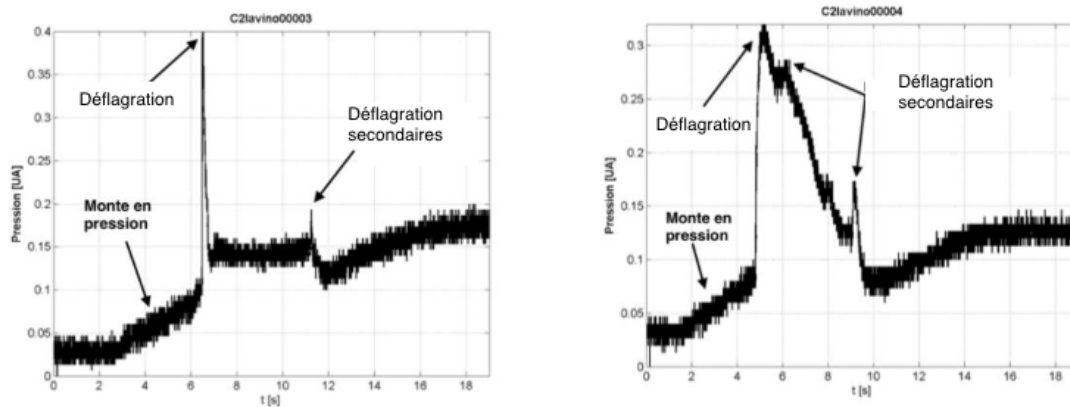 C2lavino00003
0.4
0.35
0.3
0.25
0.2
0.15
0.1
0.05
0
Pression [UA]
Déflagration
Déflagration
secondaires
Monte en
pression
0 2 4 6 8 10 12 14 16 18
t [s]
C2lavino00004
0.3
0.25
0.2
0.15
0.1
0.05
0
Pression [UA]
Déflagration
Déflagration
secondaires
Monte en
pression
0 2 4 6 8 10 12 14 16 18
t [s]